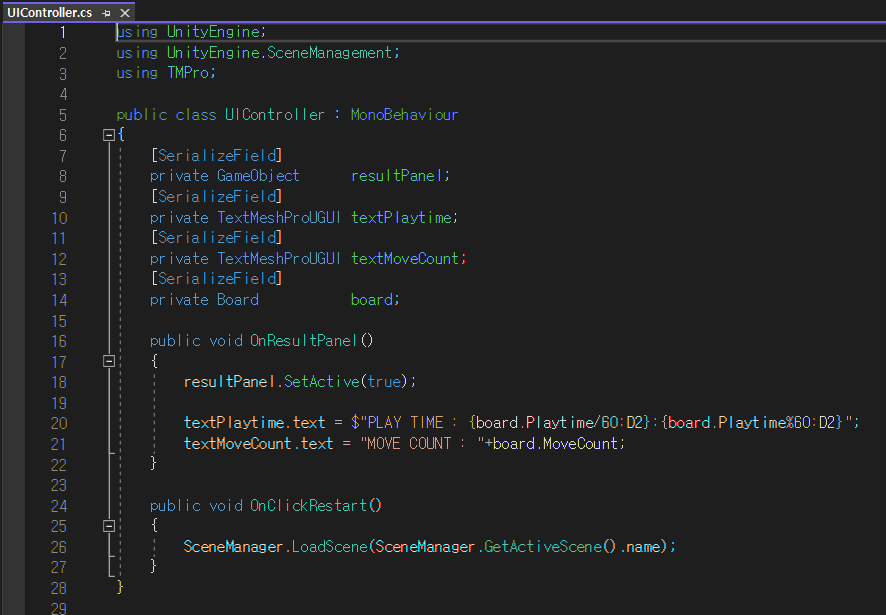 UIController.cs
1 using UnityEngine;
2 using UnityEngine.SceneManagement;
3 using TMPro;
4
5 public class UIController : MonoBehaviour
6 {
7 [SerializeField]
8 private GameObject resultPanel;
9 [SerializeField]
10 private TextMeshProUGUI textPlaytime;
11 [SerializeField]
12 private TextMeshProUGUI textMoveCount;
13 [SerializeField]
14 private Board board;
15
16 public void OnResultPanel()
17 {
18 resultPanel.SetActive(true);
19
20 textPlaytime.text = $"PLAY TIME : {board.Playtime/60:D2}:{board.Playtime%60:D2}";
21 textMoveCount.text = "MOVE COUNT : "+board.MoveCount;
22 }
23
24 public void OnClickRestart()
25 {
26 SceneManager.LoadScene(SceneManager.GetActiveScene().name);
27 }
28 }
29